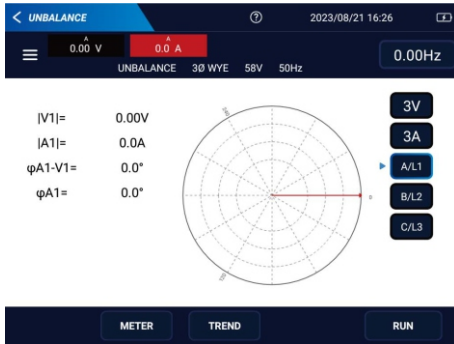 UNBALANCE
?
2023/08/21 16:26
A
0.00 V
A
0.0 A
0.00Hz
UNBALANCE 3Ø WYE 58V 50Hz
|V1|= 0.00V
|A1|= 0.0A
φA1-V1= 0.0°
φA1= 0.0°
240
0
120
3V
3A
A/L1
B/L2
C/L3
METER
TREND
RUN